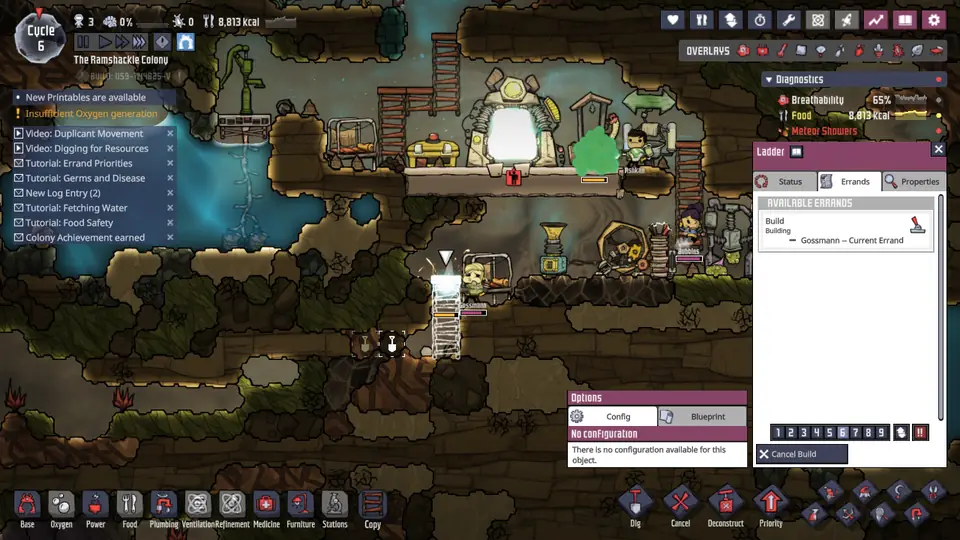 Cycle
6
3
0%
0
8,813 kcal
The Ramshackle Colony
New Printables are available
Insufficient Oxygen generation
Video: Duplicant Movement
Video: Digging for Resources
Tutorial: Errand Priorities
Tutorial: Germs and Disease
New Log Entry (2)
Tutorial: Fetching Water
Tutorial: Food Safety
Colony Achievement earned
OVERLAYS
Diagnostics
Breathability 65%
Food 8,813kcal
Meteor Showers
Ladder
Status Errands Properties
AVAILABLE ERRANDS
Build
Building
Gossmann -- Current Errand
1 2 3 4 5 6 7 8 9 !!
Cancel Build
Options
Config Blueprint
No configuration
There is no configuration available for this
object.
Base Oxygen Power Food Plumbing Ventilation Refinement Medicine Furniture Stations Copy
Dig Cancel Deconstruct Priority